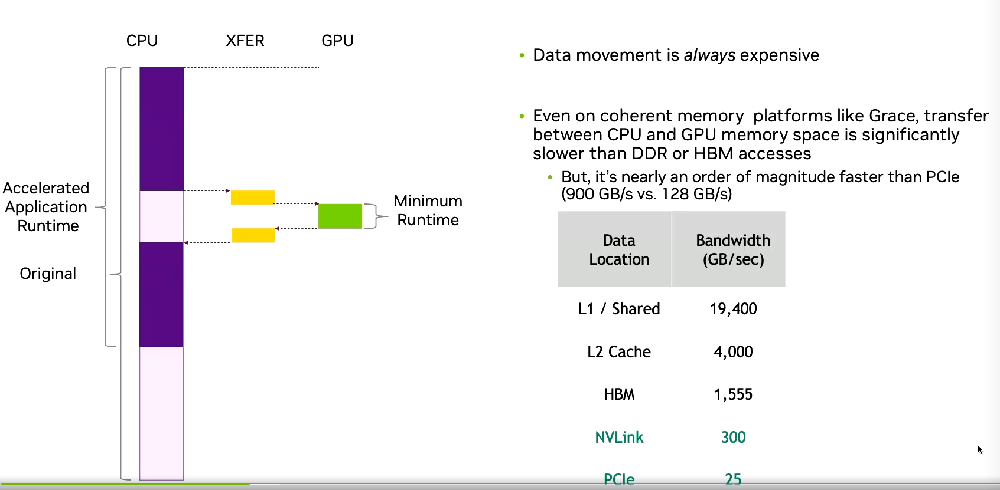 CPU
XFER
GPU
Accelerated
Application
Runtime
Original
Minimum
Runtime
• Data movement is always expensive
• Even on coherent memory  platforms like Grace, transfer
between CPU and GPU memory space is significantly
slower than DDR or HBM accesses
• But, it’s nearly an order of magnitude faster than PCIe
(900 GB/s vs. 128 GB/s)
Data
Location
Bandwidth
(GB/sec)
L1 / Shared 19,400
L2 Cache 4,000
HBM 1,555
NVLink 300
PCIe 25